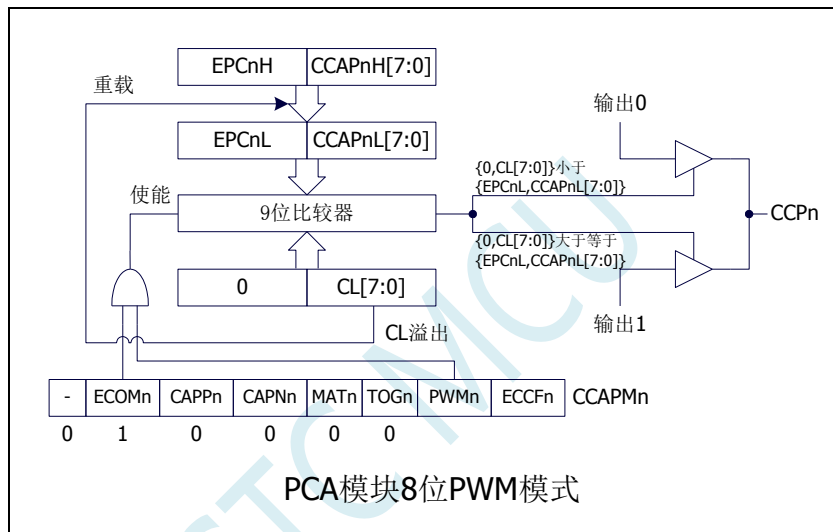 EPCnH CCAPnH[7:0]
重载
输出0
EPCnL CCAPnL[7:0]
{0,CL[7:0]}小于
{EPCnL,CCAPnL[7:0]}
使能
9位比较器
CCPn
{0,CL[7:0]}大于等于
{EPCnL,CCAPnL[7:0]}
0 CL[7:0]
输出1
CL溢出
- ECOMn CAPPn CAPNn MATn TOGn PWMn ECCFn CCAPMn
0 1 0 0 0 0
PCA模块8位PWM模式
STC MCU